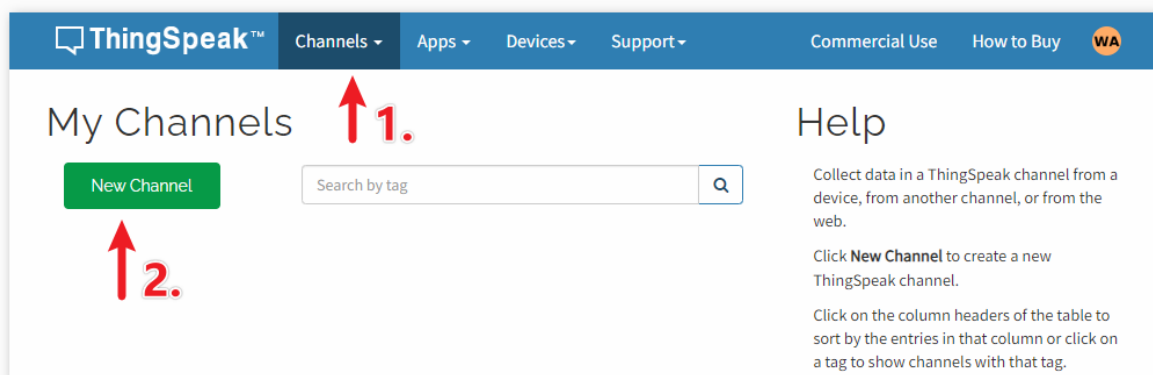 ThingSpeak™ Channels Apps Devices Support Commercial Use How to Buy WA
My Channels
1.
New Channel
Search by tag
2.
Help
Collect data in a ThingSpeak channel from a
device, from another channel, or from the
web.
Click New Channel to create a new
ThingSpeak channel.
Click on the column headers of the table to
sort by the entries in that column or click on
a tag to show channels with that tag.